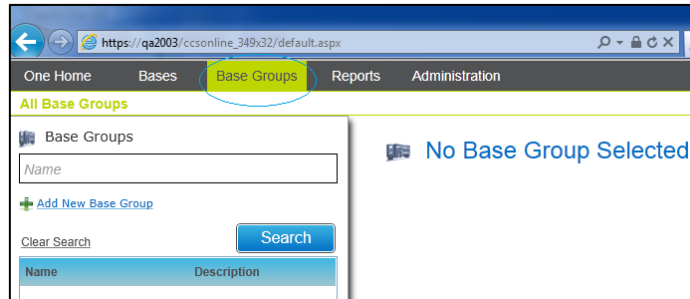 https://qa2003/ccsonline_349x32/default.aspx
One Home Bases Base Groups Reports Administration
All Base Groups
Base Groups
Name
Add New Base Group
Clear Search Search
Name Description
No Base Group Selected